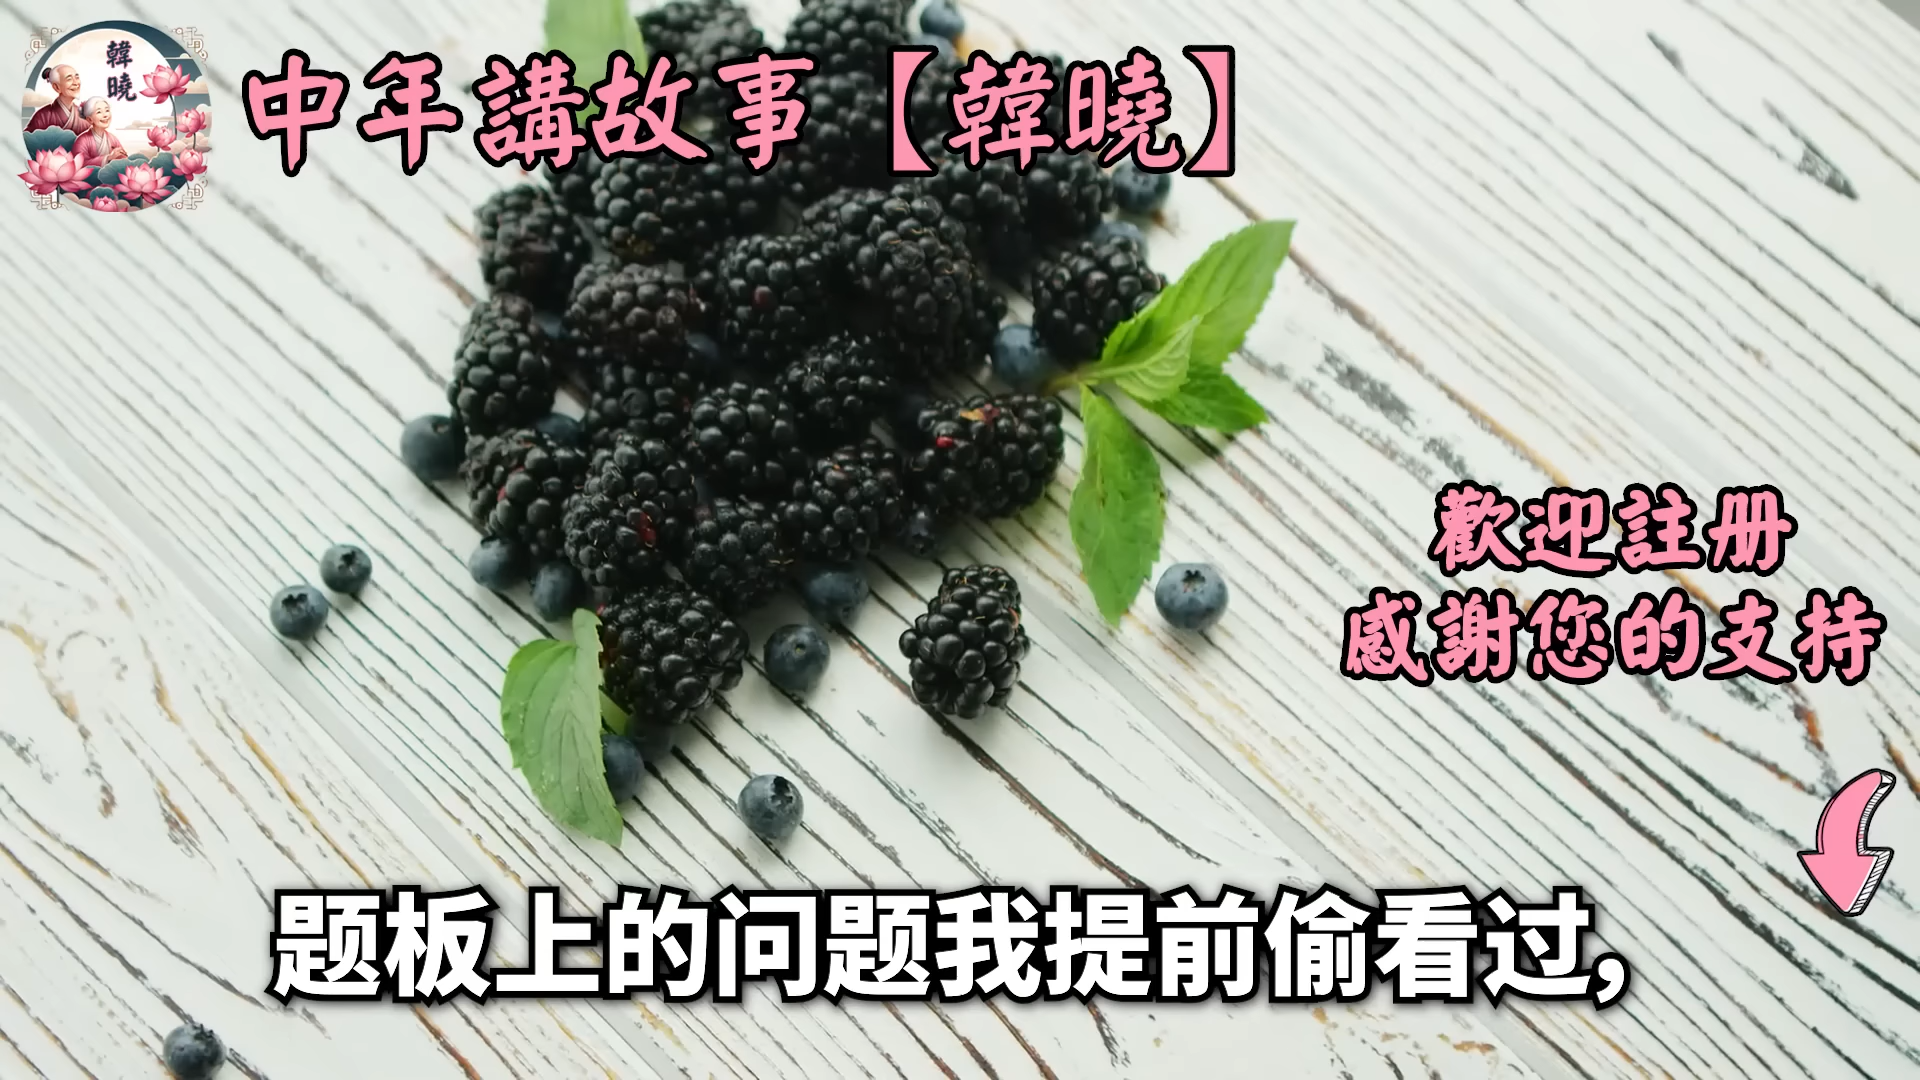 韓曉
中年講故事【韓曉】
歡迎註册
感謝您的支持
题板上的问题我提前偷看过,